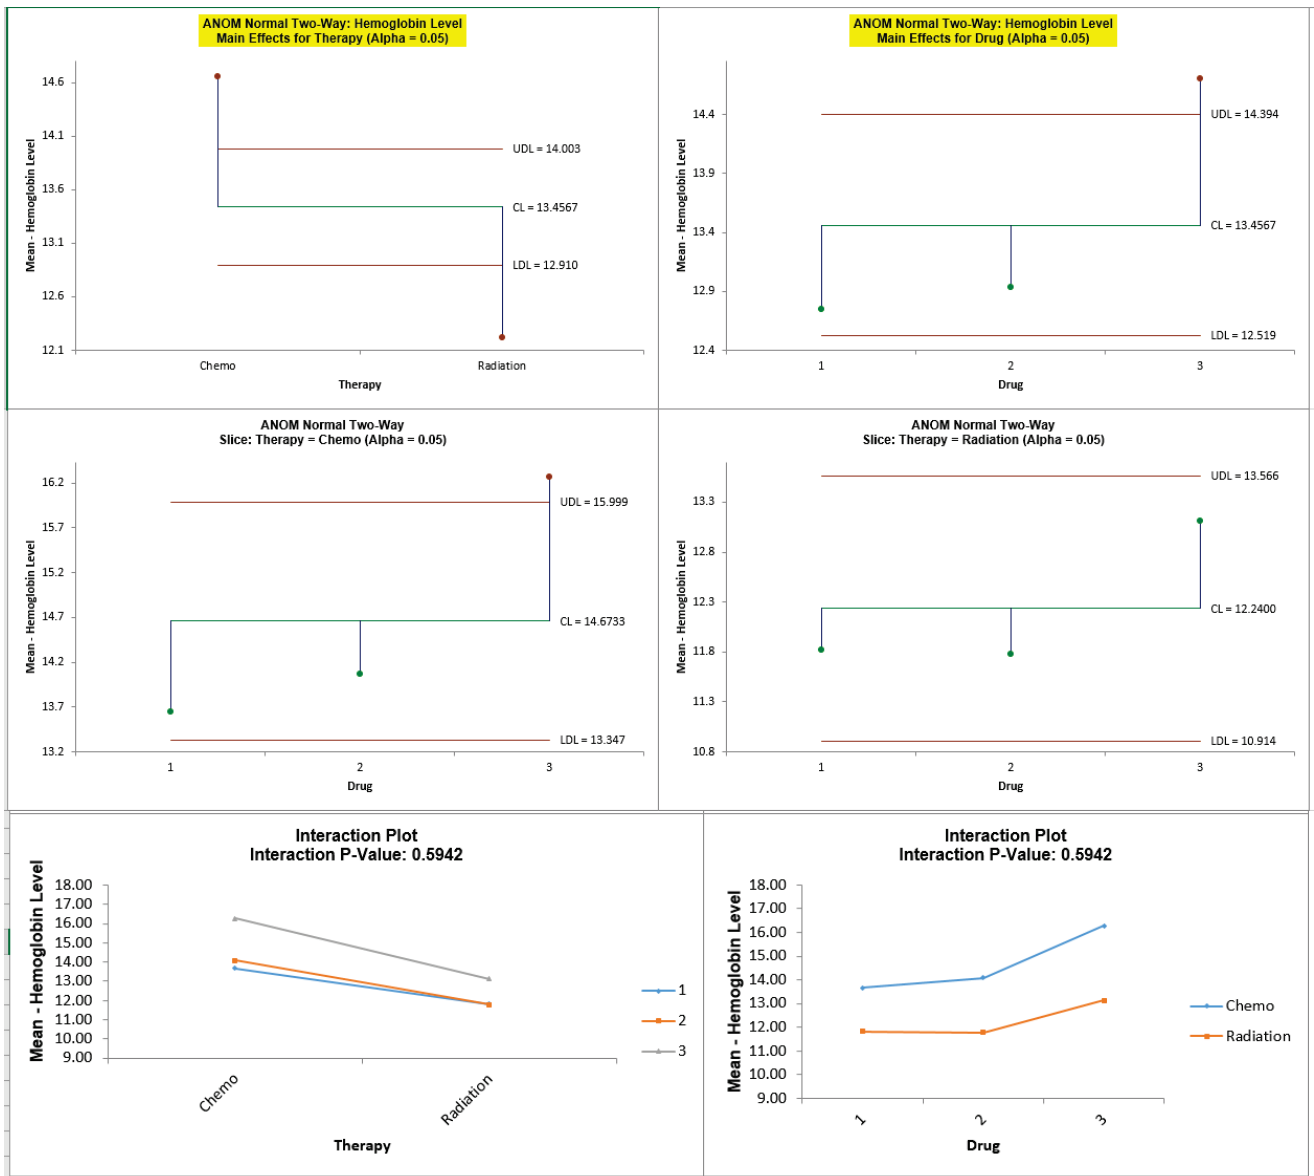 ANOM Normal Two-Way: Hemoglobin Level
Main Effects for Therapy (Alpha = 0.05)
Mean - Hemoglobin Level
14.6
14.1
13.6
13.1
12.6
12.1
UDL = 14.003
CL = 13.4567
LDL = 12.910
Chemo
Radiation
Therapy
ANOM Normal Two-Way: Hemoglobin Level
Main Effects for Drug (Alpha = 0.05)
Mean - Hemoglobin Level
14.4
13.9
13.4
12.9
12.4
UDL = 14.394
CL = 13.4567
LDL = 12.519
1
2
3
Drug
ANOM Normal Two-Way
Slice: Therapy = Chemo (Alpha = 0.05)
Mean - Hemoglobin Level
16.2
15.7
15.2
14.7
14.2
13.7
13.2
UDL = 15.999
CL = 14.6733
LDL = 13.347
1
2
3
Drug
ANOM Normal Two-Way
Slice: Therapy = Radiation (Alpha = 0.05)
Mean - Hemoglobin Level
13.3
12.8
12.3
11.8
11.3
10.8
UDL = 13.566
CL = 12.2400
LDL = 10.914
1
2
3
Drug
Interaction Plot
Interaction P-Value: 0.5942
Mean - Hemoglobin Level
18.00
17.00
16.00
15.00
14.00
13.00
12.00
11.00
10.00
9.00
Chemo
Radiation
Therapy
1
2
3
Interaction Plot
Interaction P-Value: 0.5942
Mean - Hemoglobin Level
18.00
17.00
16.00
15.00
14.00
13.00
12.00
11.00
10.00
9.00
1
2
3
Drug
Chemo
Radiation